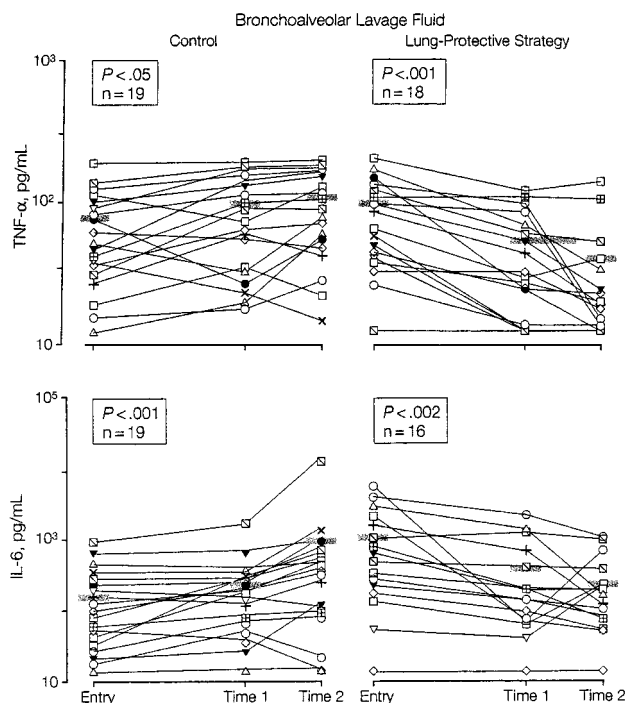 Bronchoalveolar Lavage Fluid
Control
Lung-Protective Strategy
TNF-α, pg/mL
10³
10²
10
P<.05
n=19
P<.001
n=18
IL-6, pg/mL
10⁵
10³
10
P<.001
n=19
P<.002
n=16
Entry
Time 1
Time 2
Entry
Time 1
Time 2